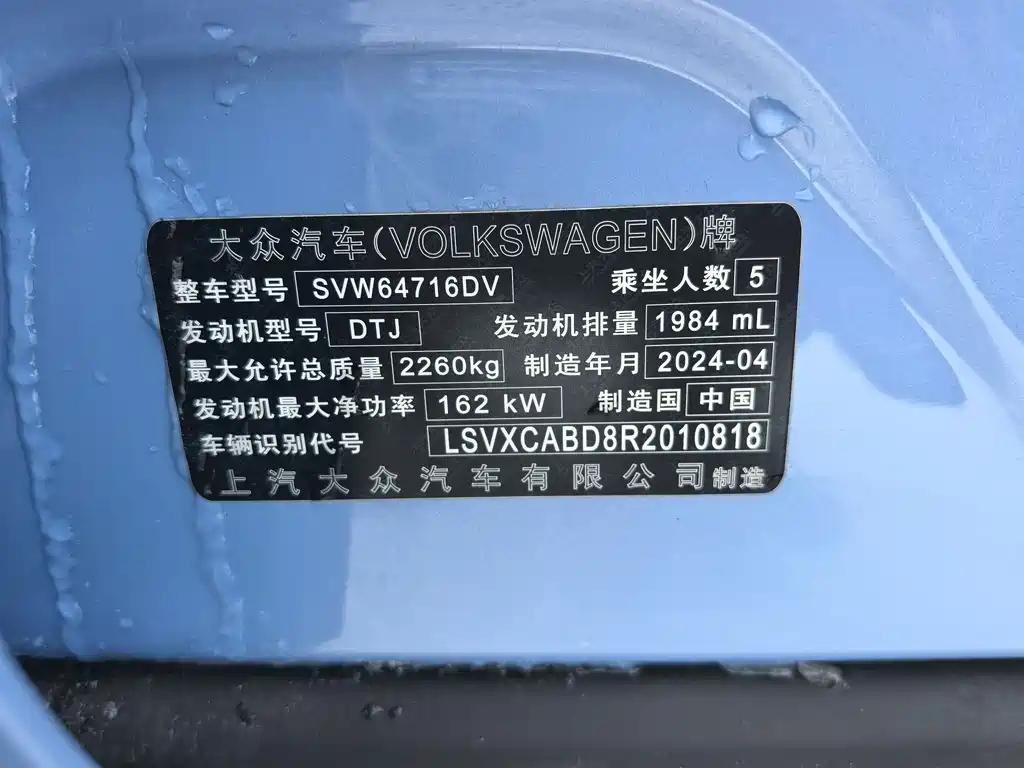 大众汽车(VOLKSWAGEN)牌
整车型号 SVW64716DV 乘坐人数 5
发动机型号 DTJ 发动机排量 1984 mL
最大允许总质量 2260kg 制造年月 2024-04
发动机最大净功率 162 kW 制造国 中国
车辆识别代号 LSVXCABD8R2010818
上汽大众汽车有限公司制造